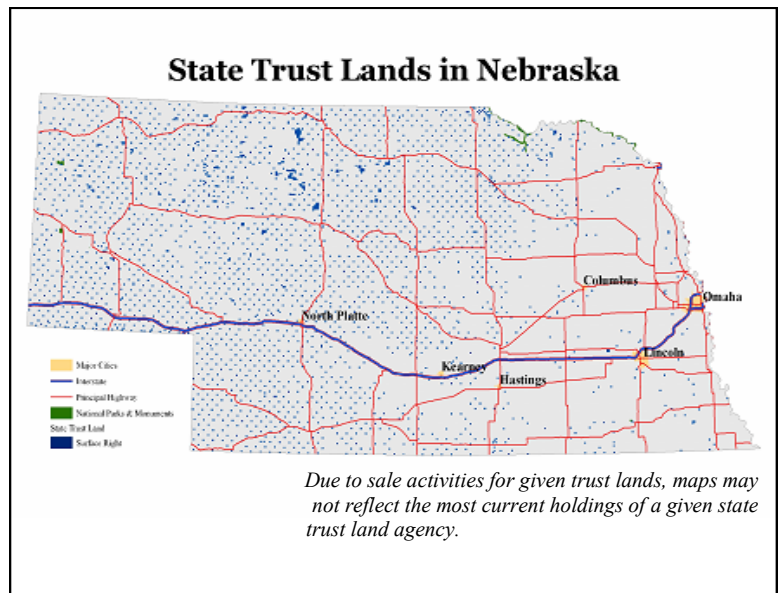 State Trust Lands in Nebraska
Columbus
Omaha
North Platte
Lincoln
Kearney
Hastings
Major Cities
Interstate
Principal Highway
National Parks & Monuments
State Trust Land
Surface Right
Due to sale activities for given trust lands, maps may
not reflect the most current holdings of a given state
trust land agency.